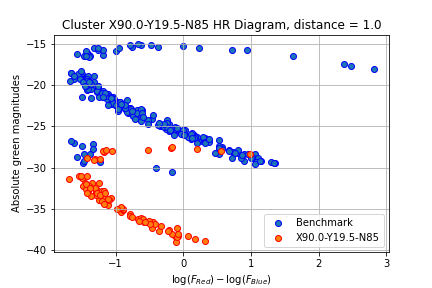 Cluster X90.0-Y19.5-N85 HR Diagram, distance = 1.0
Absolute green magnitudes
−15
−20
−25
−30
−35
−40
Benchmark
X90.0-Y19.5-N85
−1
0
1
2
3
log(F_Red) − log(F_Blue)